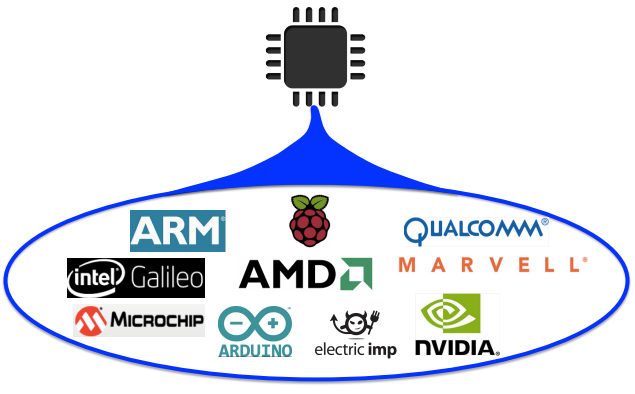 ARM®
QUALCOMM®
intel® Galileo
AMD
MARVELL®
MICROCHIP
ARDUINO
electric imp
NVIDIA®